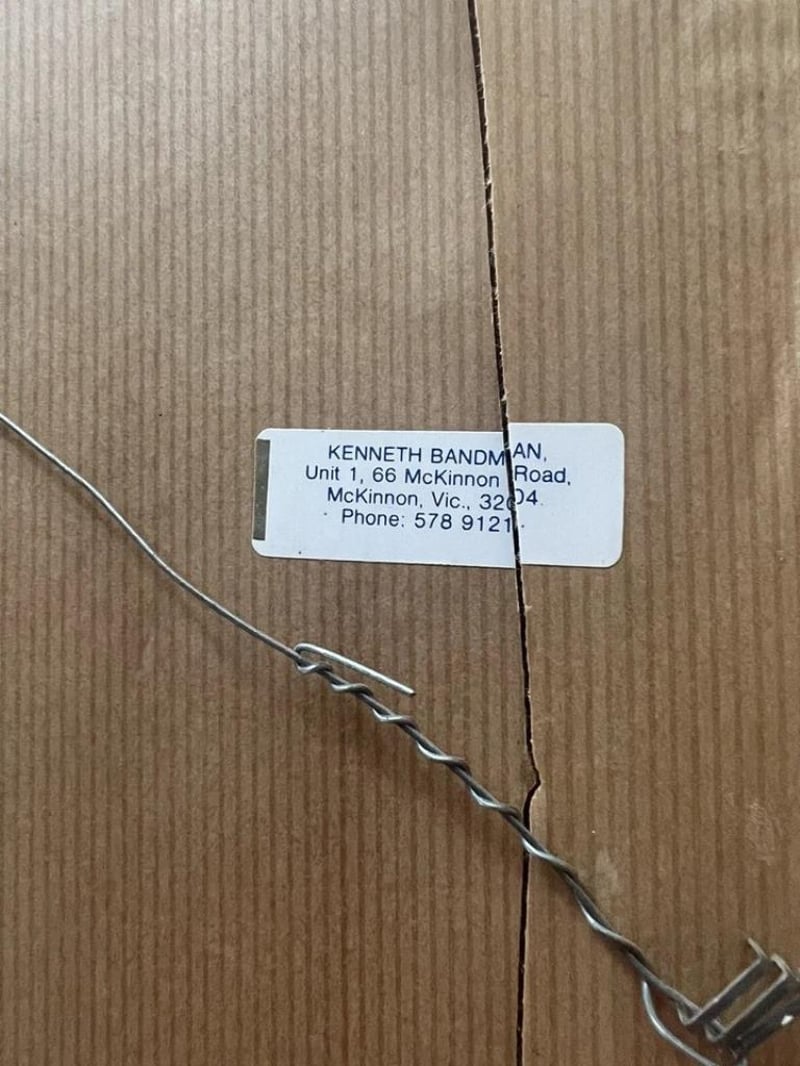 KENNETH BANDMAN,
Unit 1, 66 McKinnon Road,
McKinnon, Vic., 3204.
Phone: 578 9121.